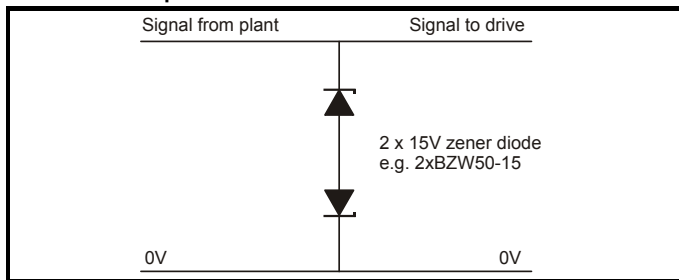 Signal from plant
Signal to drive
2 x 15V zener diode
e.g. 2xBZW50-15
0V
0V